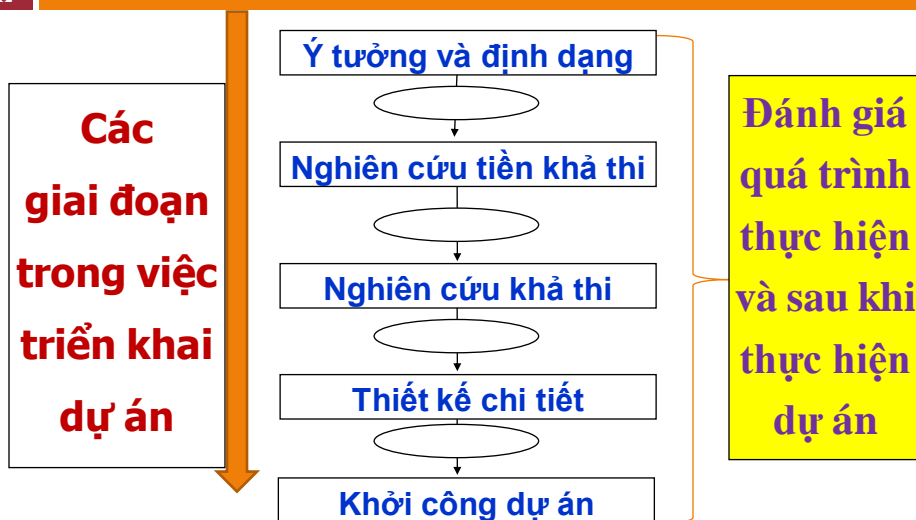 Các
giai đoạn
trong việc
triển khai
dự án
Ý tưởng và định dạng
Nghiên cứu tiền khả thi
Nghiên cứu khả thi
Thiết kế chi tiết
Khởi công dự án
Đánh giá
quá trình
thực hiện
và sau khi
thực hiện
dự án